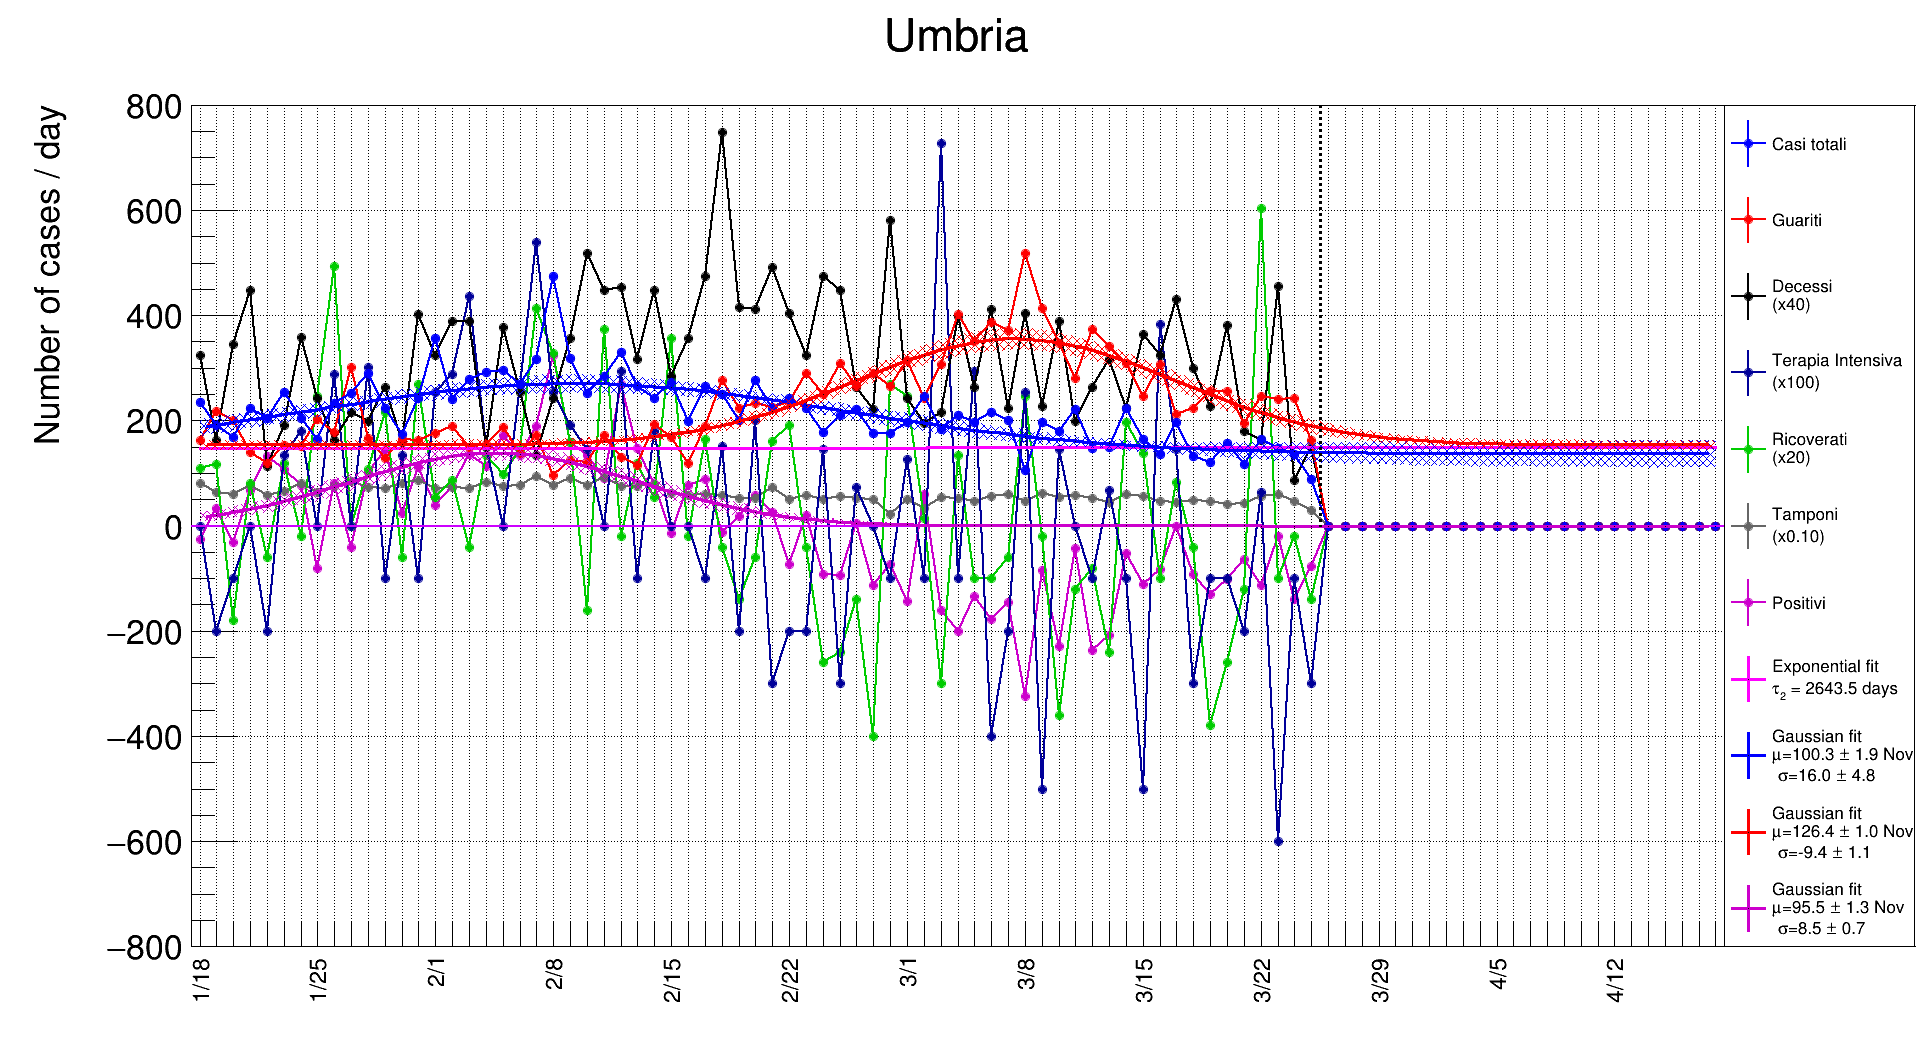 Umbria
Number of cases / day
800
600
400
200
0
−200
−400
−600
−800
1/18
1/25
2/1
2/8
2/15
2/22
3/1
3/8
3/15
3/22
3/29
4/5
4/12
Casi totali
Guariti
Decessi
(x40)
Terapia Intensiva
(x100)
Ricoverati
(x20)
Tamponi
(x0.10)
Positivi
Exponential fit
τ2 = 2643.5 days
Gaussian fit
μ=100.3 ± 1.9 Nov
σ=16.0 ± 4.8
Gaussian fit
μ=126.4 ± 1.0 Nov
σ=-9.4 ± 1.1
Gaussian fit
μ=95.5 ± 1.3 Nov
σ=8.5 ± 0.7